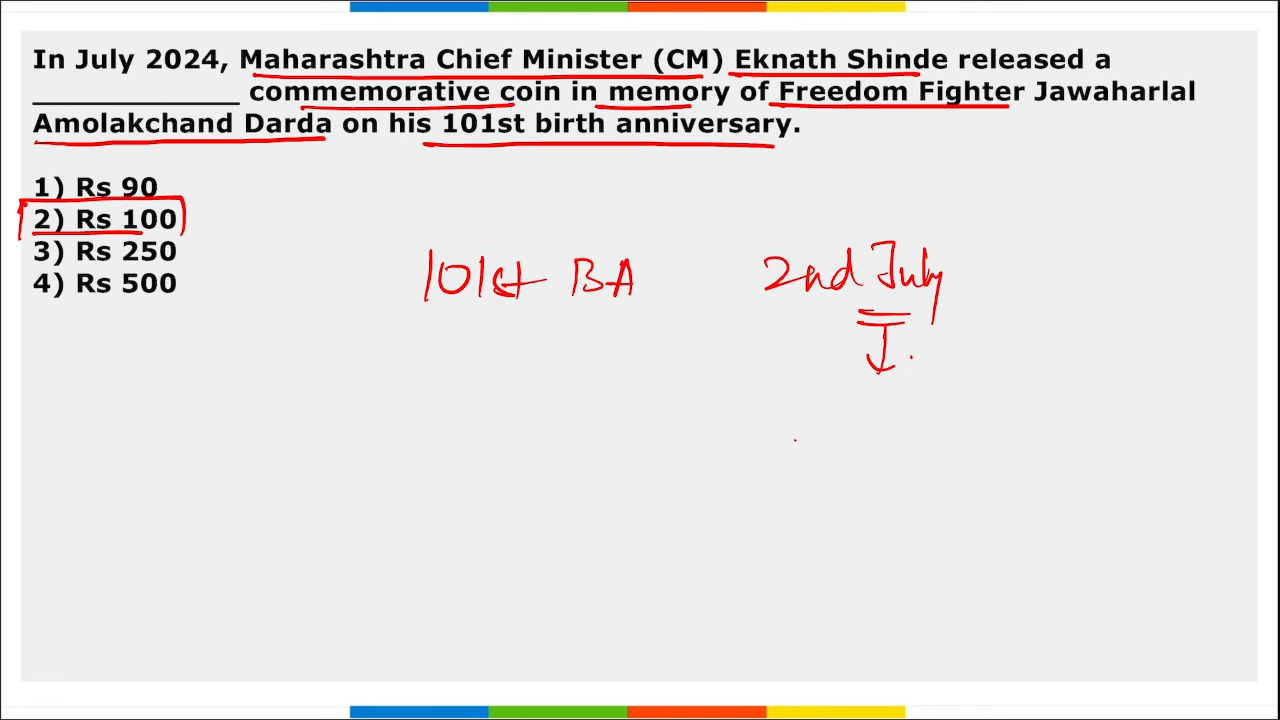 In July 2024, Maharashtra Chief Minister (CM) Eknath Shinde released a
_____________ commemorative coin in memory of Freedom Fighter Jawaharlal
Amolakchand Darda on his 101st birth anniversary.
1) Rs 90
2) Rs 100
3) Rs 250
4) Rs 500
101st BA 2nd July